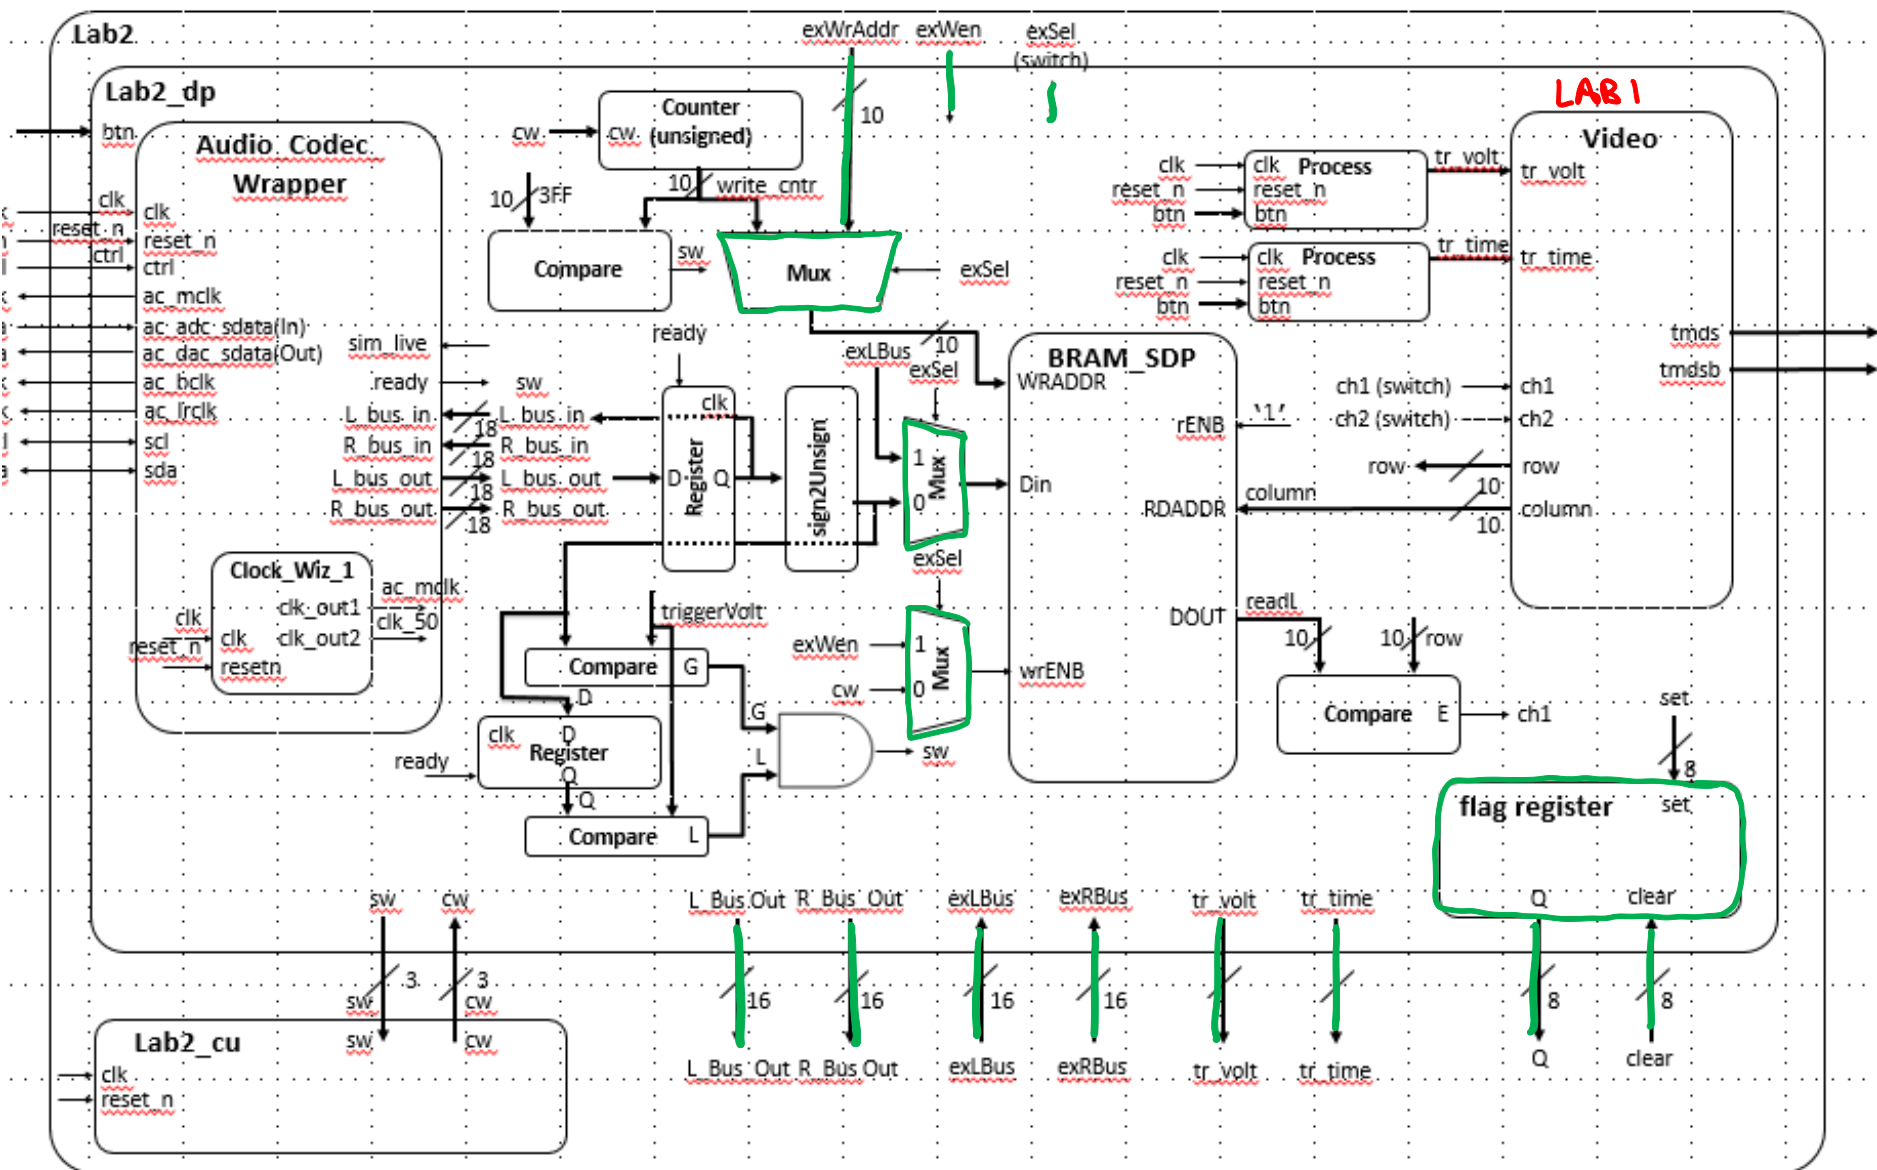 Lab2
exWrAddr exWen exSel
(switch)
Lab2_dp
LAB 1
btn
Audio_Codec_
Wrapper
cw cw
Counter
(unsigned)
10
Video
clk clk Process tr_volt tr_volt
reset_n reset_n
btn btn
10 3FF 10 write_cntr
clk clk
reset_n reset_n
ctrl ctrl
Compare sw Mux exSel
clk clk Process tr_time tr_time
reset_n reset_n
btn btn
ac_mclk
ac_adc_sdata(In)
ac_dac_sdata(Out)
ac_bclk
ac_lrclk
scl
sda
sim_live
ready sw
L_bus_in 18 L_bus_in
R_bus_in 18 R_bus_in
L_bus_out 18 L_bus_out
R_bus_out 18 R_bus_out
ready
clk
D Register Q
sign2Unsign
exLBus
exSel
10
1
0
Mux
BRAM_SDP
WRADDR
rENB '1'
Din
RDADDR column
DOUT readL
wrENB
tmds
tmdsb
ch1 (switch) ch1
ch2 (switch) ch2
row 10 row
10 column
Clock_Wiz_1
clk_out1 ac_mclk
clk_out2 clk_50
clk clk
reset_n resetn
exSel
exWen 1
cw 0
Mux
triggerVolt
Compare G
D
clk D
Register
Q
ready
Q
Compare L
G
L
sw
10 10 row
Compare E ch1
set
8
flag register set
Q clear
sw cw
3 3
sw cw
Lab2_cu
sw cw
clk
reset_n
L_Bus_Out R_Bus_Out exLBus exRBus tr_volt tr_time
16 16 16 16 8 8
L_Bus_Out R_Bus_Out exLBus exRBus tr_volt tr_time Q clear